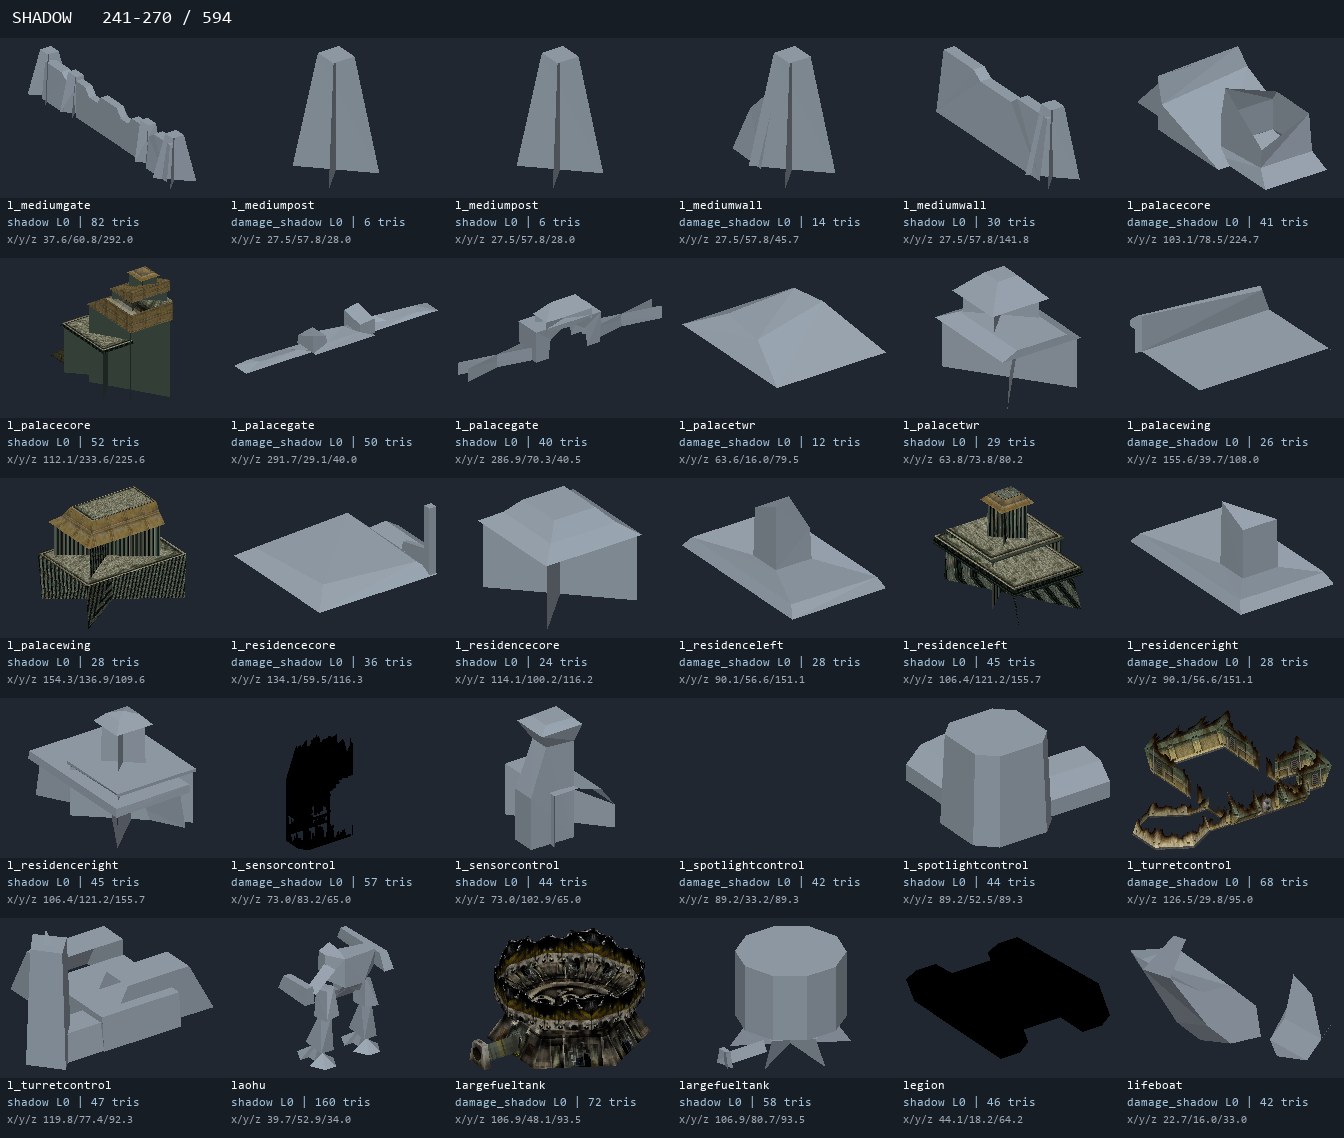 SHADOW   241-270 / 594
l_mediumgate
shadow L0 | 82 tris
x/y/z 37.6/60.8/292.0
l_mediumpost
damage_shadow L0 | 6 tris
x/y/z 27.5/57.8/28.0
l_mediumpost
shadow L0 | 6 tris
x/y/z 27.5/57.8/28.0
l_mediumwall
damage_shadow L0 | 14 tris
x/y/z 27.5/57.8/45.7
l_mediumwall
shadow L0 | 30 tris
x/y/z 27.5/57.8/141.8
l_palacecore
damage_shadow L0 | 41 tris
x/y/z 103.1/78.5/224.7
l_palacecore
shadow L0 | 52 tris
x/y/z 112.1/233.6/225.6
l_palacegate
damage_shadow L0 | 50 tris
x/y/z 291.7/29.1/40.0
l_palacegate
shadow L0 | 40 tris
x/y/z 286.9/70.3/40.5
l_palacetwr
damage_shadow L0 | 12 tris
x/y/z 63.6/16.0/79.5
l_palacetwr
shadow L0 | 29 tris
x/y/z 63.8/73.8/80.2
l_palacewing
damage_shadow L0 | 26 tris
x/y/z 155.6/39.7/108.0
l_palacewing
shadow L0 | 28 tris
x/y/z 154.3/136.9/109.6
l_residencecore
damage_shadow L0 | 36 tris
x/y/z 134.1/59.5/116.3
l_residencecore
shadow L0 | 24 tris
x/y/z 114.1/100.2/116.2
l_residenceleft
damage_shadow L0 | 28 tris
x/y/z 90.1/56.6/151.1
l_residenceleft
shadow L0 | 45 tris
x/y/z 106.4/121.2/155.7
l_residenceright
damage_shadow L0 | 28 tris
x/y/z 90.1/56.6/151.1
l_residenceright
shadow L0 | 45 tris
x/y/z 106.4/121.2/155.7
l_sensorcontrol
damage_shadow L0 | 57 tris
x/y/z 73.0/83.2/65.0
l_sensorcontrol
shadow L0 | 44 tris
x/y/z 73.0/102.9/65.0
l_spotlightcontrol
damage_shadow L0 | 42 tris
x/y/z 89.2/33.2/89.3
l_spotlightcontrol
shadow L0 | 44 tris
x/y/z 89.2/52.5/89.3
l_turretcontrol
damage_shadow L0 | 68 tris
x/y/z 126.5/29.8/95.0
l_turretcontrol
shadow L0 | 47 tris
x/y/z 119.8/77.4/92.3
laohu
shadow L0 | 160 tris
x/y/z 39.7/52.9/34.0
largefueltank
damage_shadow L0 | 72 tris
x/y/z 106.9/48.1/93.5
largefueltank
shadow L0 | 58 tris
x/y/z 106.9/80.7/93.5
legion
shadow L0 | 46 tris
x/y/z 44.1/18.2/64.2
lifeboat
damage_shadow L0 | 42 tris
x/y/z 22.7/16.0/33.0